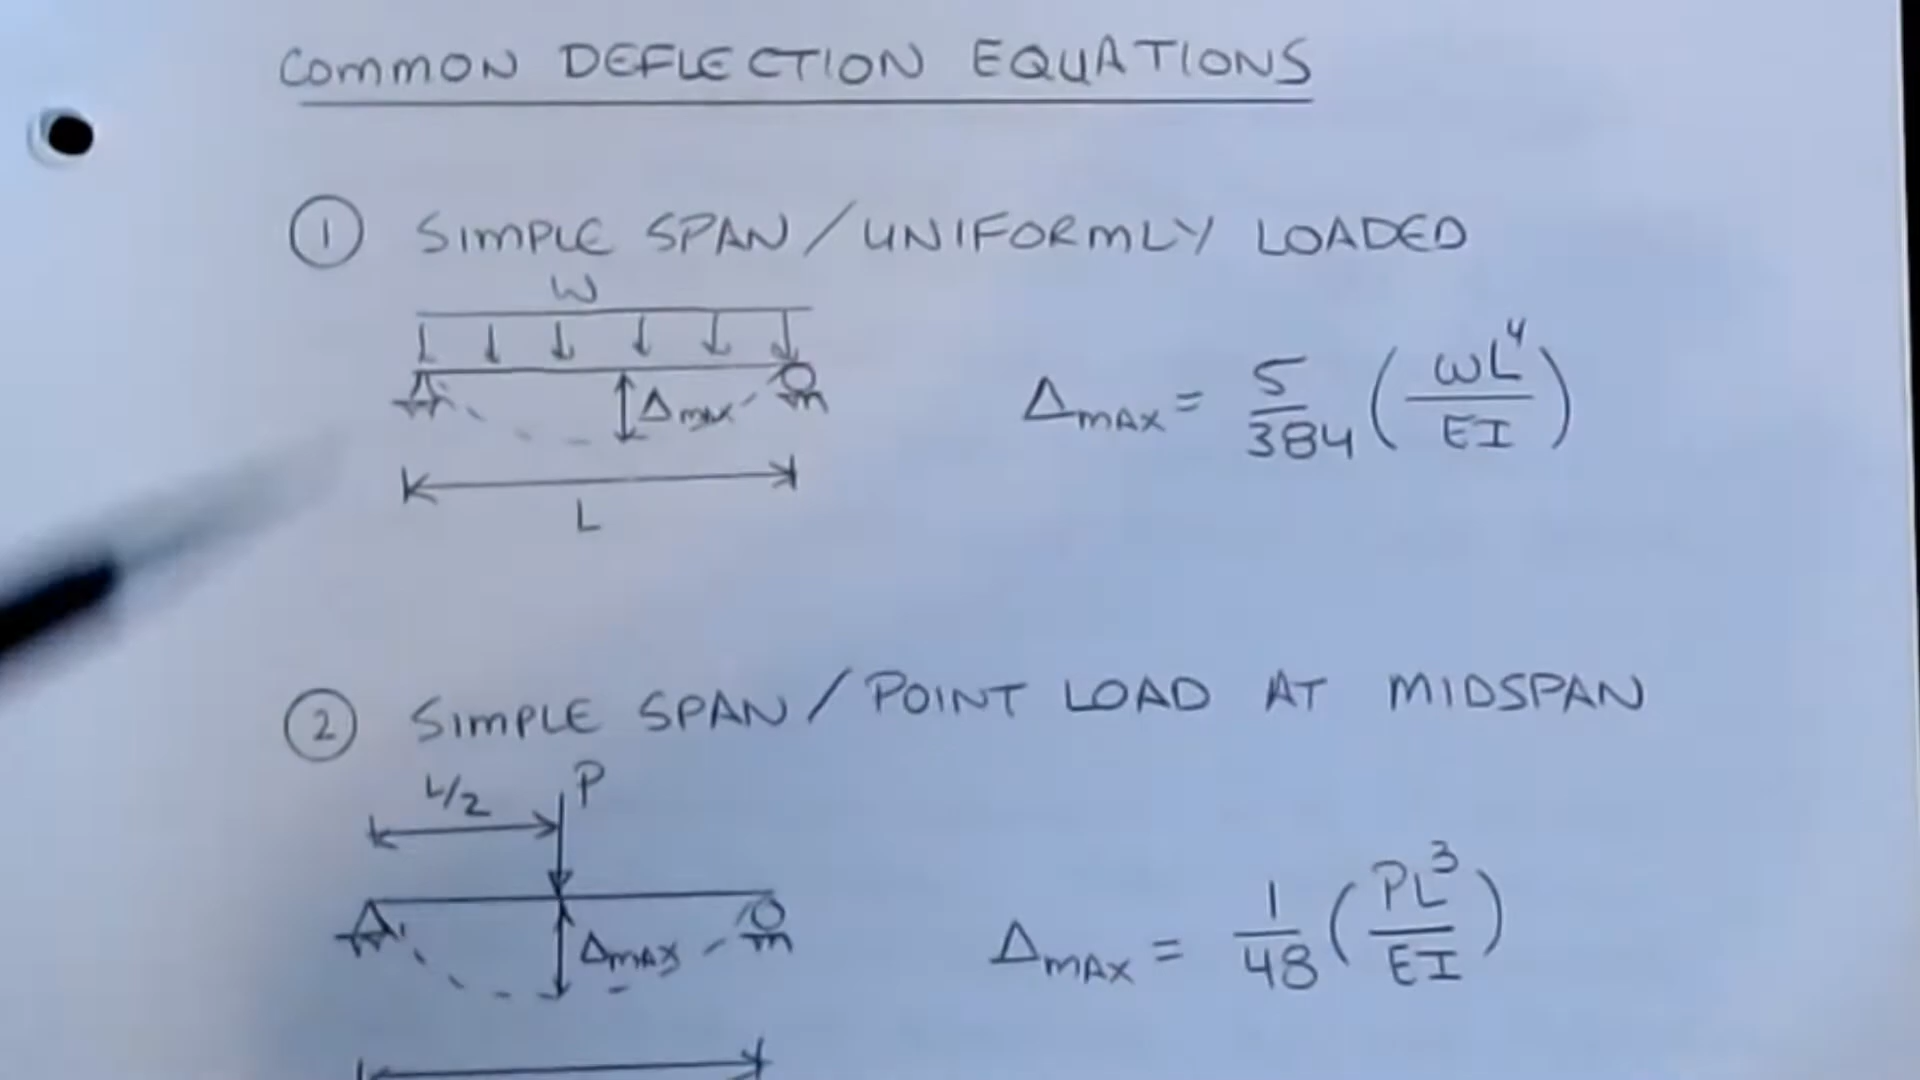 COMMON DEFLECTION EQUATIONS
① SIMPLE SPAN / UNIFORMLY LOADED
W
Δmax
L
ΔMAX = 5/384 (ωL⁴/EI)
② SIMPLE SPAN / POINT LOAD AT MIDSPAN
L/2
P
ΔMAX
ΔMAX = 1/48 (PL³/EI)